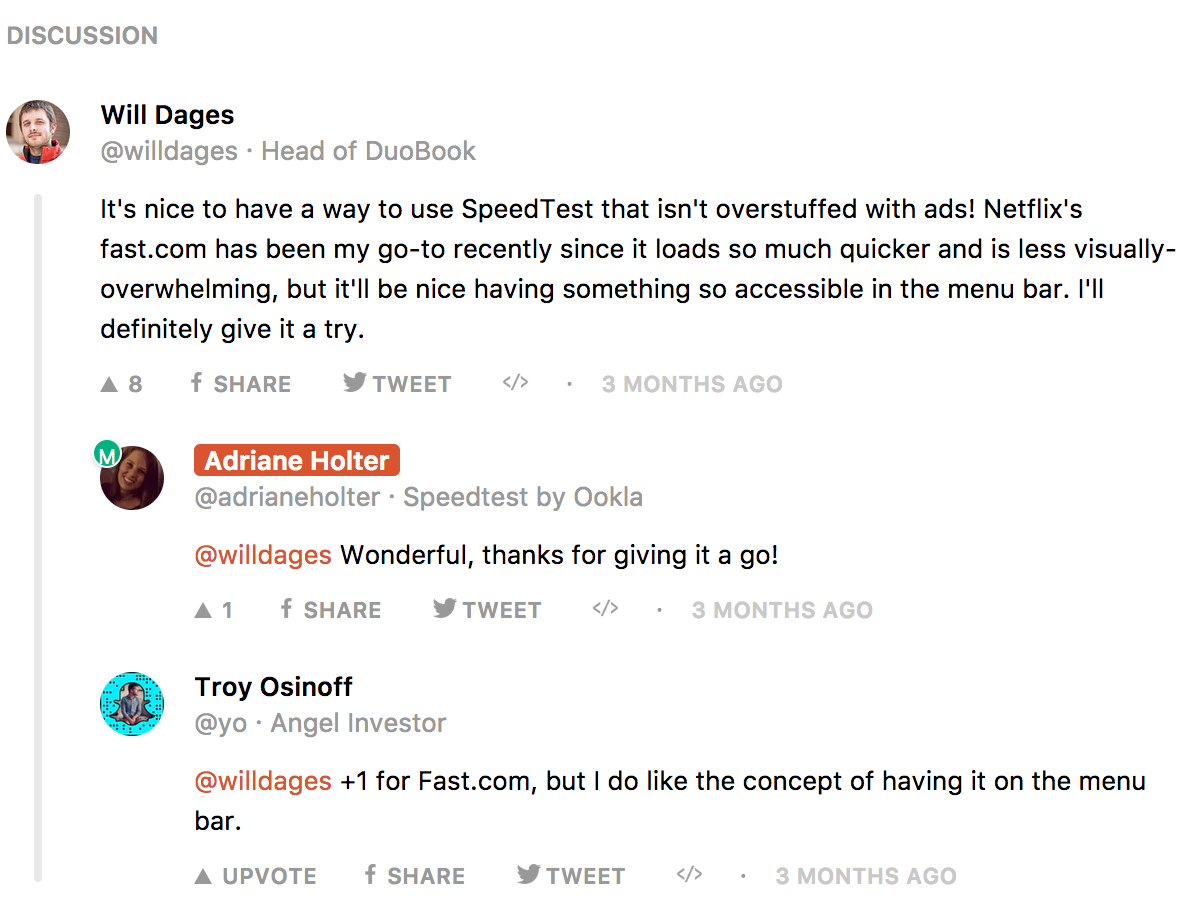 DISCUSSION
Will Dages
@willdages · Head of DuoBook
It's nice to have a way to use SpeedTest that isn't overstuffed with ads! Netflix's
fast.com has been my go-to recently since it loads so much quicker and is less visually-
overwhelming, but it'll be nice having something so accessible in the menu bar. I'll
definitely give it a try.
▲ 8 f SHARE TWEET </> · 3 MONTHS AGO
M
Adriane Holter
@adrianeholter · Speedtest by Ookla
@willdages Wonderful, thanks for giving it a go!
▲ 1 f SHARE TWEET </> · 3 MONTHS AGO
Troy Osinoff
@yo · Angel Investor
@willdages +1 for Fast.com, but I do like the concept of having it on the menu
bar.
▲ UPVOTE f SHARE TWEET </> · 3 MONTHS AGO